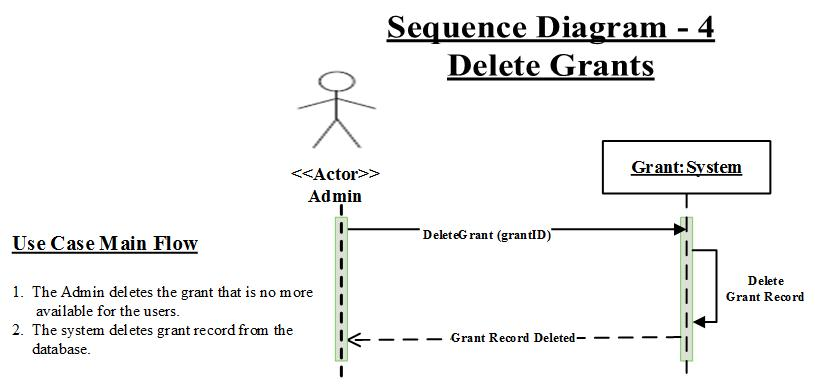 Sequence Diagram - 4
Delete Grants
<<Actor>>
Admin
Grant:System
DeleteGrant (grantID)
Delete
Grant Record
Grant Record Deleted
Use Case Main Flow
1. The Admin deletes the grant that is no more
available for the users.
2. The system deletes grant record from the
database.